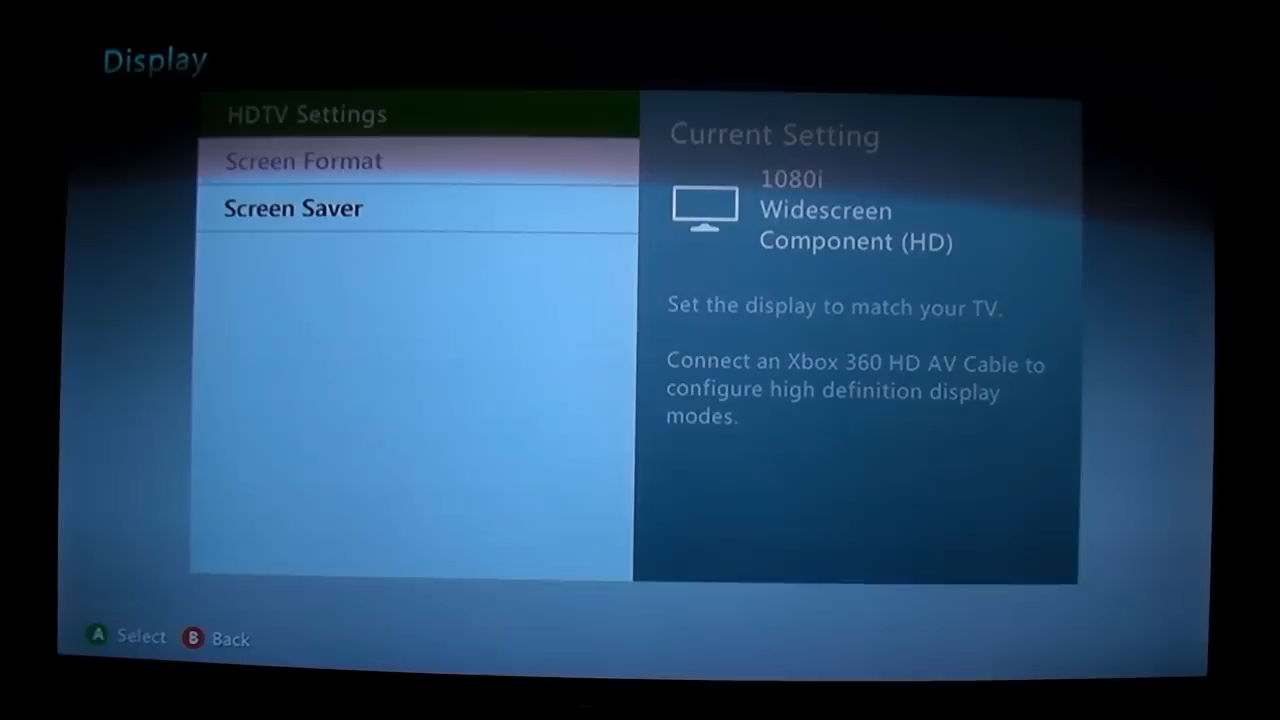 Display
HDTV Settings
Screen Format
Screen Saver
Current Setting
1080i
Widescreen
Component (HD)
Set the display to match your TV.
Connect an Xbox 360 HD AV Cable to
configure high definition display
modes.
A Select B Back